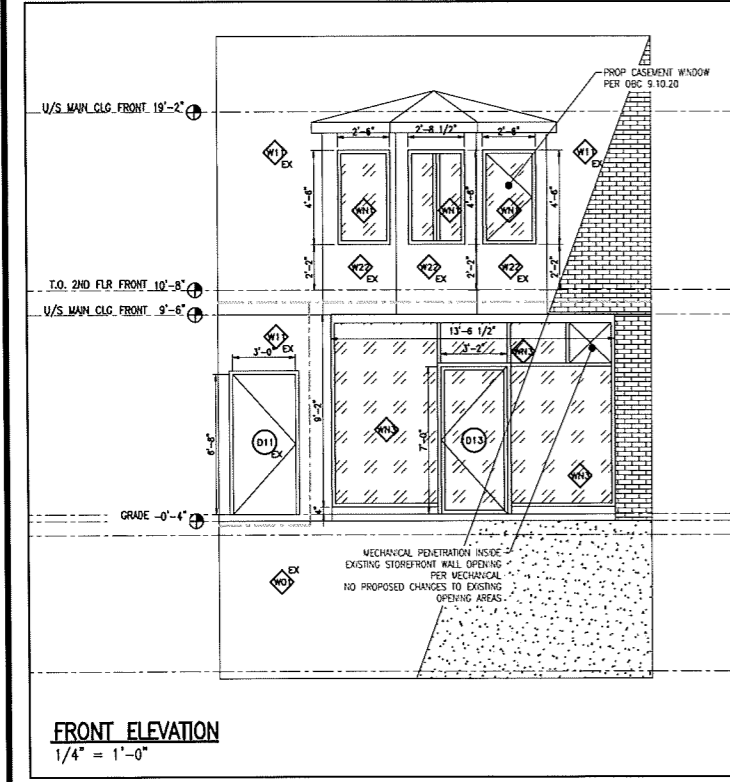 PROP CASEMENT WINDOW
PER OBC 9.10.20
U/S MAIN CLG FRONT 19'-2"
2'-6"
2'-8 1/2"
2'-6"
W11
EX
W11
EX
4'-6"
4'-6"
4'-6"
WN1
WN1
WN1
2'-2"
W22
EX
W22
EX
2'-2"
W22
EX
2'-2"
T.O. 2ND FLR FRONT 10'-8"
U/S MAIN CLG FRONT 9'-6"
W11
EX
13'-6 1/2"
3'-0"
3'-2"
WN3
6'-8"
D11
EX
9'-2"
WN3
7'-0"
D13
WN3
4"
GRADE -0'-4"
MECHANICAL PENETRATION INSIDE
EXISTING STOREFRONT WALL OPENING
PER MECHANICAL
NO PROPOSED CHANGES TO EXISTING
OPENING AREAS
W01
EX
FRONT ELEVATION
1/4" = 1'-0"